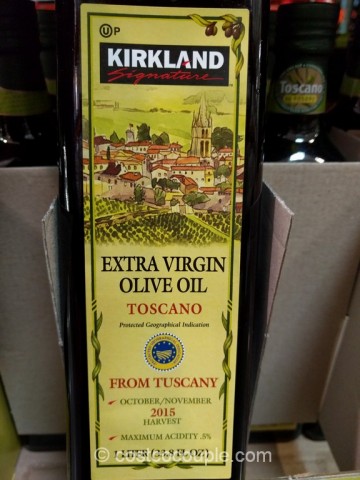 U P
KIRKLAND
Signature
EXTRA VIRGIN
OLIVE OIL
TOSCANO
Protected Geographical Indication
FROM TUSCANY
OCTOBER/NOVEMBER
2015
HARVEST
MAXIMUM ACIDITY .5%
costcocouple.com
Toscano